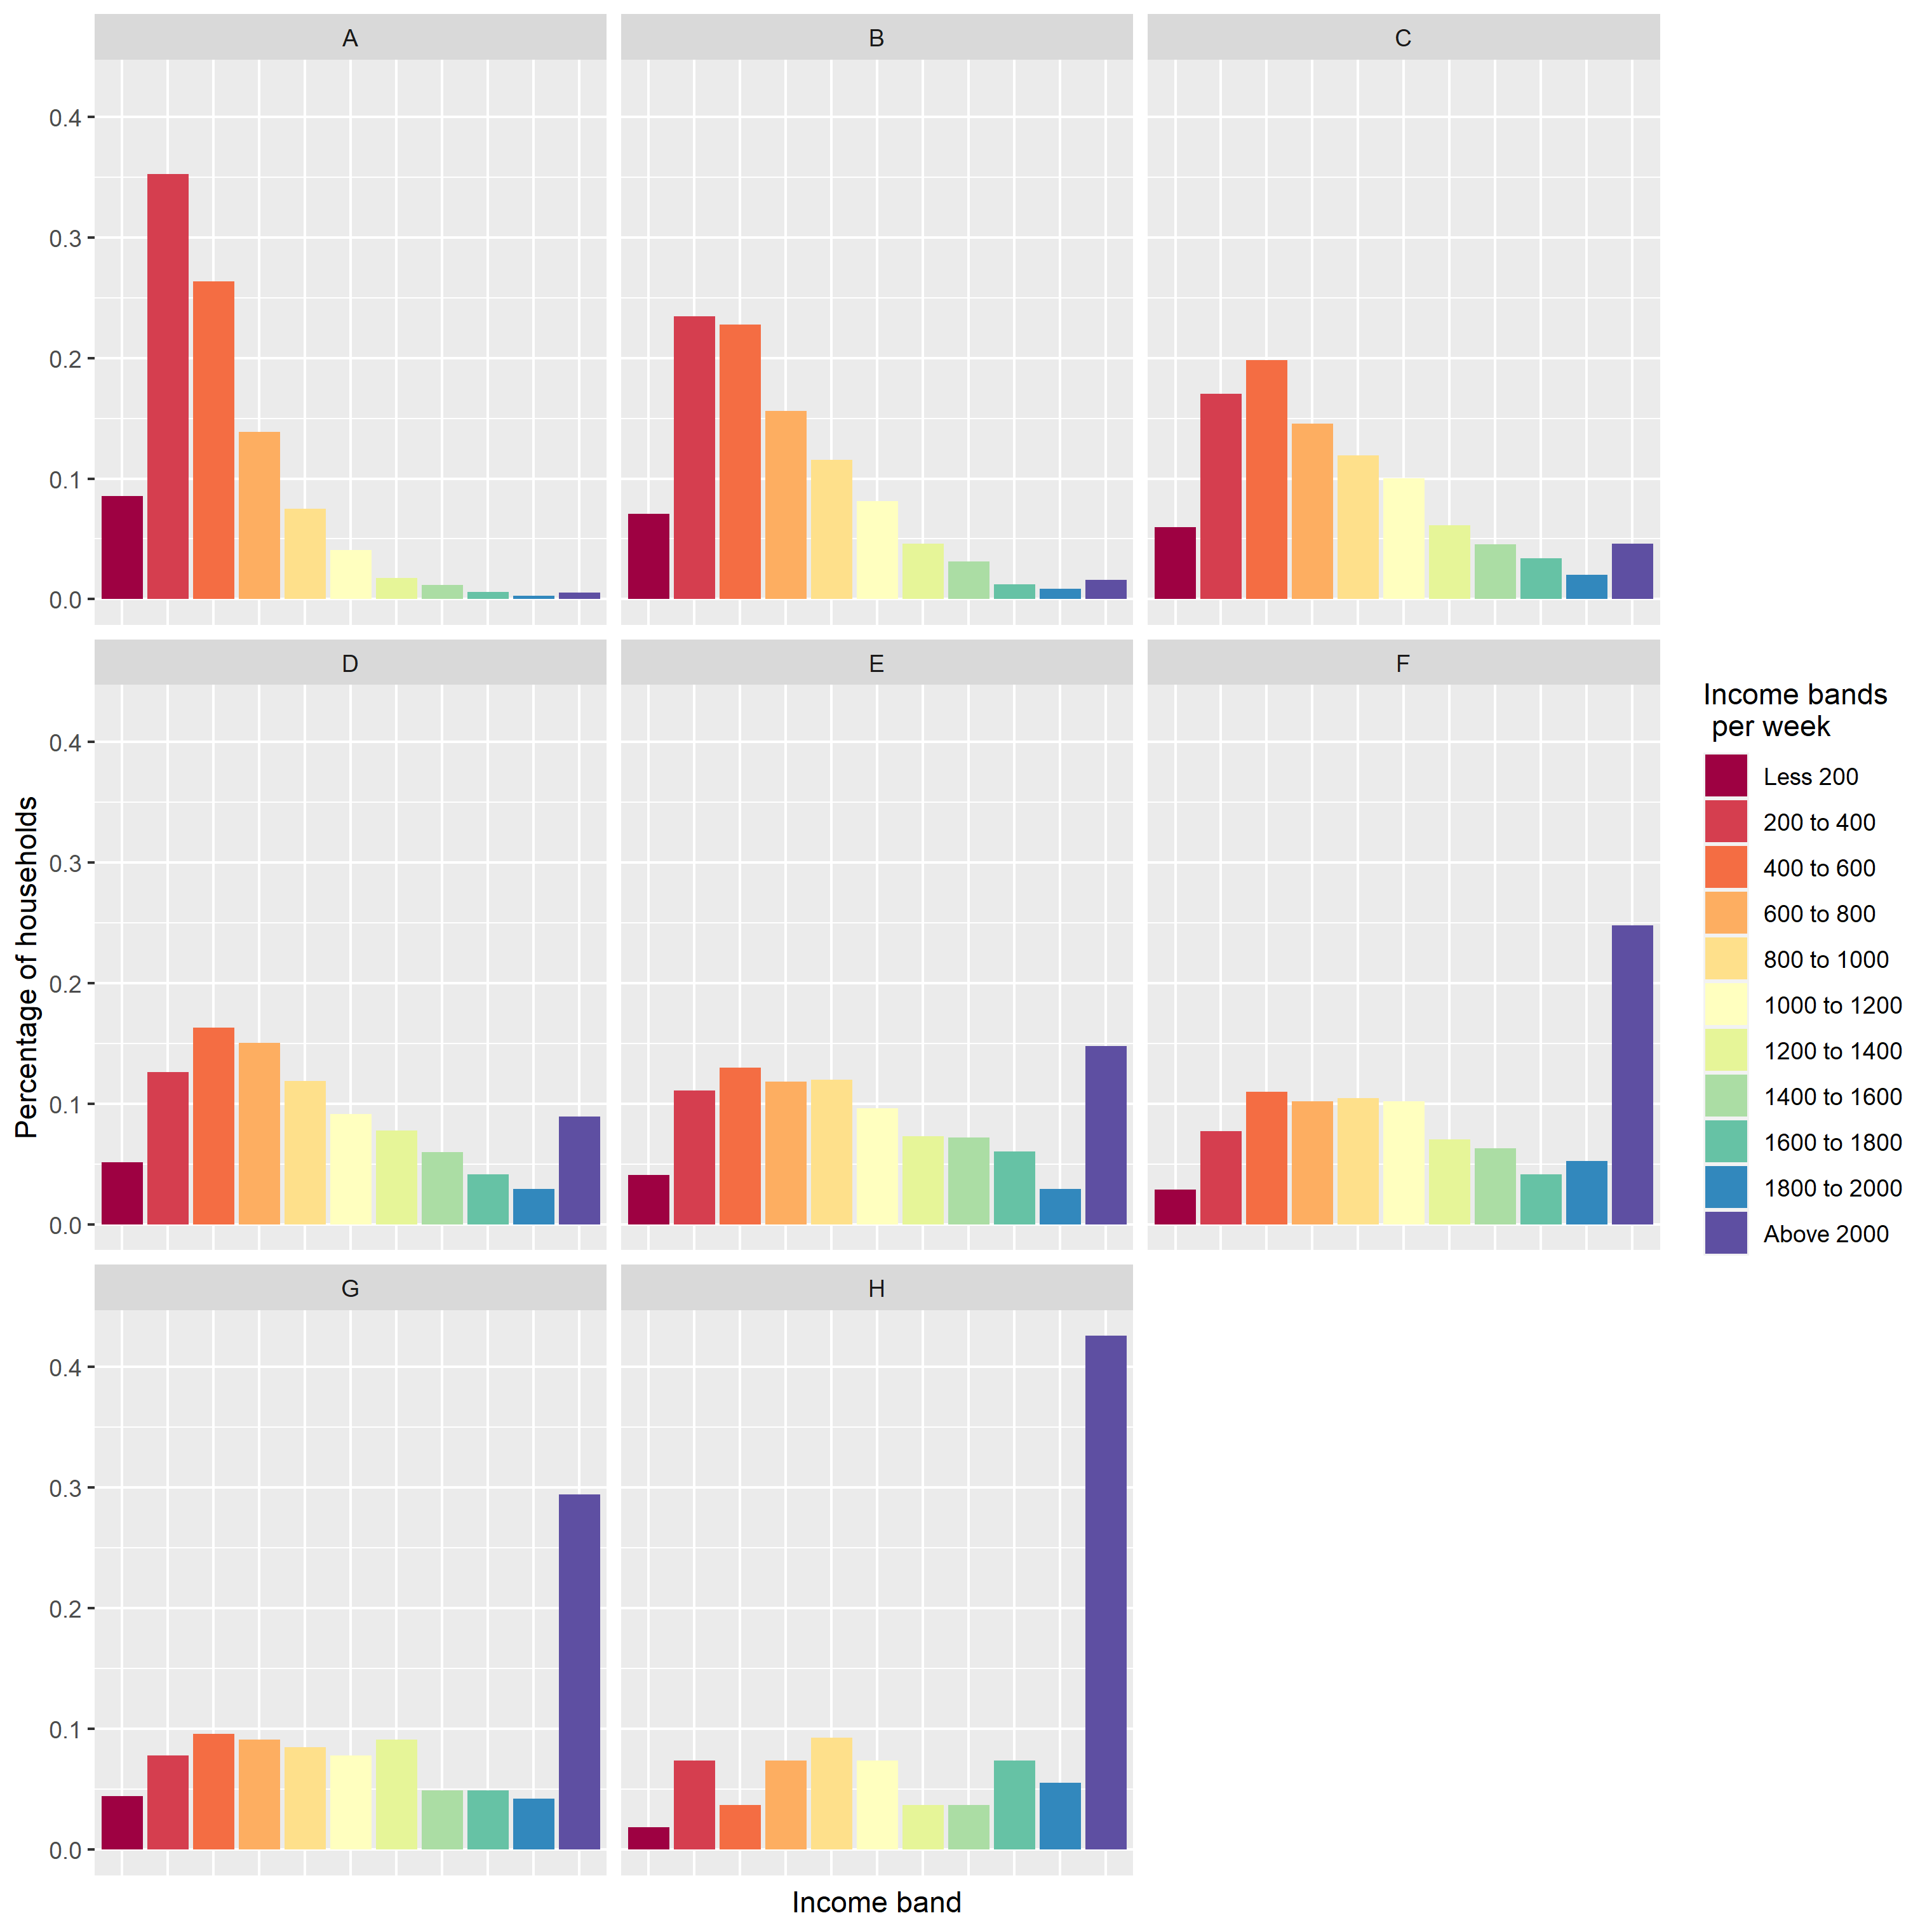 A
B
C
0.4
0.3
0.2
0.1
0.0
D
E
F
0.4
0.3
0.2
0.1
0.0
G
H
0.4
0.3
0.2
0.1
0.0
Percentage of households
Income band
Income bands
per week
Less 200
200 to 400
400 to 600
600 to 800
800 to 1000
1000 to 1200
1200 to 1400
1400 to 1600
1600 to 1800
1800 to 2000
Above 2000